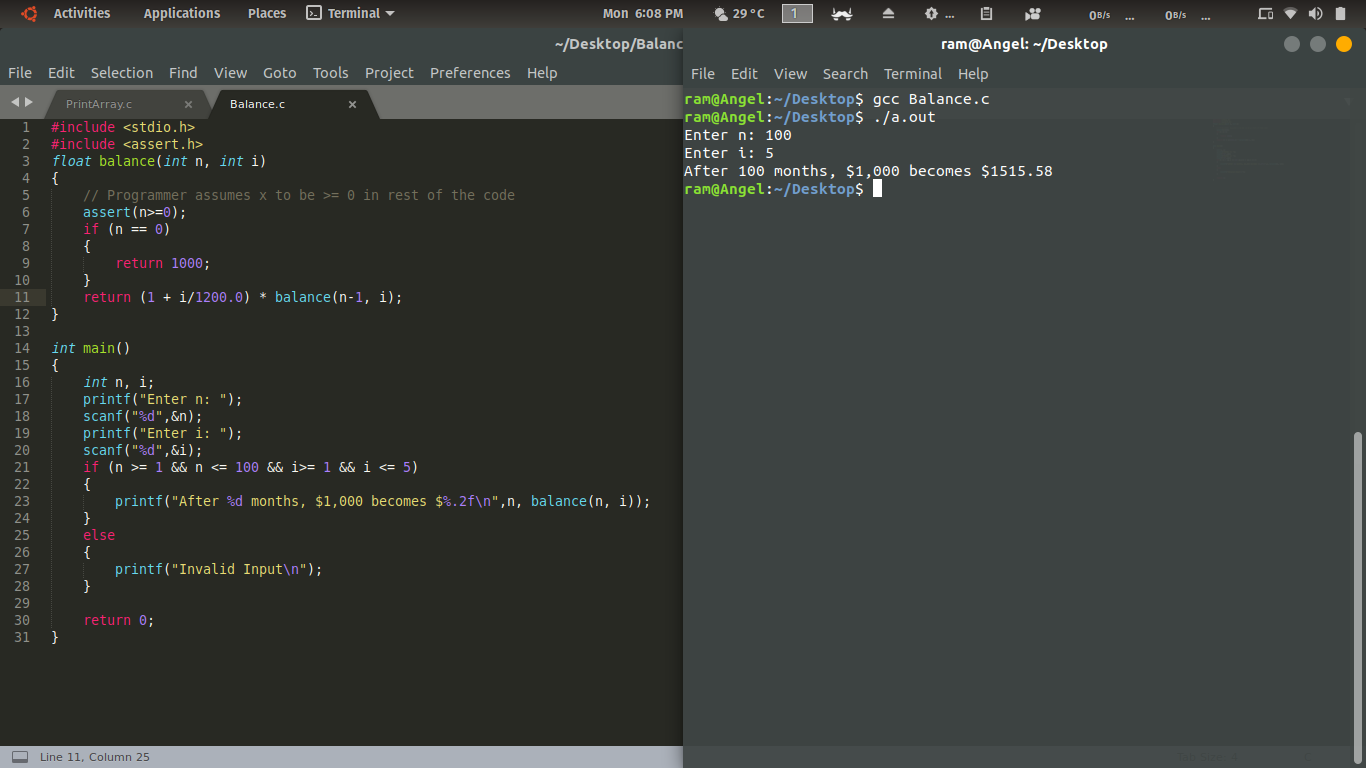 Activities Applications Places Terminal Mon 6:08 PM 29 °C 1 ... 0B/s ... 0B/s ...
~/Desktop/Balanc
File Edit Selection Find View Goto Tools Project Preferences Help
PrintArray.c × Balance.c ×
1 #include <stdio.h>
2 #include <assert.h>
3 float balance(int n, int i)
4 {
5 // Programmer assumes x to be >= 0 in rest of the code
6 assert(n>=0);
7 if (n == 0)
8 {
9 return 1000;
10 }
11 return (1 + i/1200.0) * balance(n-1, i);
12 }
13
14 int main()
15 {
16 int n, i;
17 printf("Enter n: ");
18 scanf("%d",&n);
19 printf("Enter i: ");
20 scanf("%d",&i);
21 if (n >= 1 && n <= 100 && i>= 1 && i <= 5)
22 {
23 printf("After %d months, $1,000 becomes $%.2f\n",n, balance(n, i));
24 }
25 else
26 {
27 printf("Invalid Input\n");
28 }
29
30 return 0;
31 }
Line 11, Column 25
ram@Angel: ~/Desktop
File Edit View Search Terminal Help
ram@Angel:~/Desktop$ gcc Balance.c
ram@Angel:~/Desktop$ ./a.out
Enter n: 100
Enter i: 5
After 100 months, $1,000 becomes $1515.58
ram@Angel:~/Desktop$